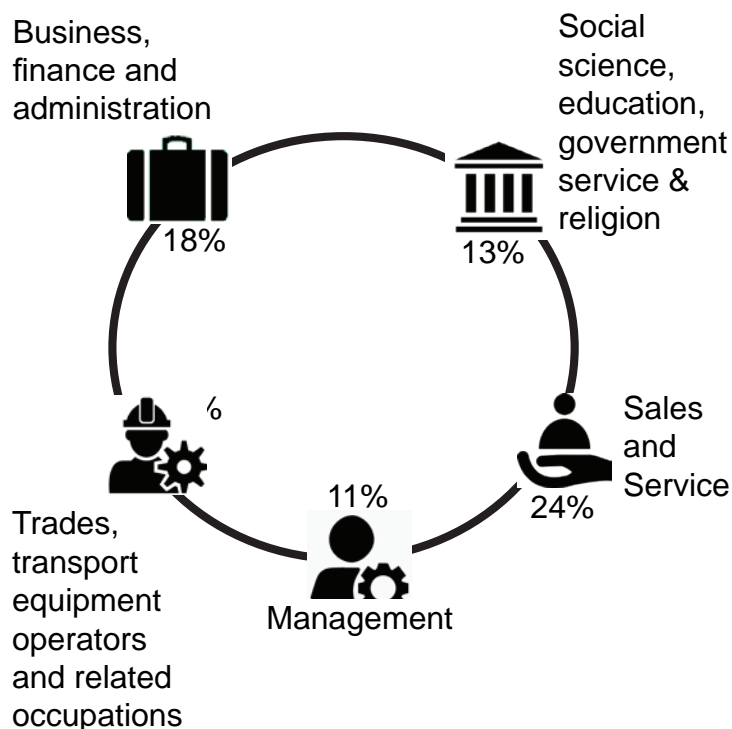 Business,
finance and
administration
18%
Social
science,
education,
government
service &
religion
13%
%
Sales
and
Service
24%
11%
Management
Trades,
transport
equipment
operators
and related
occupations